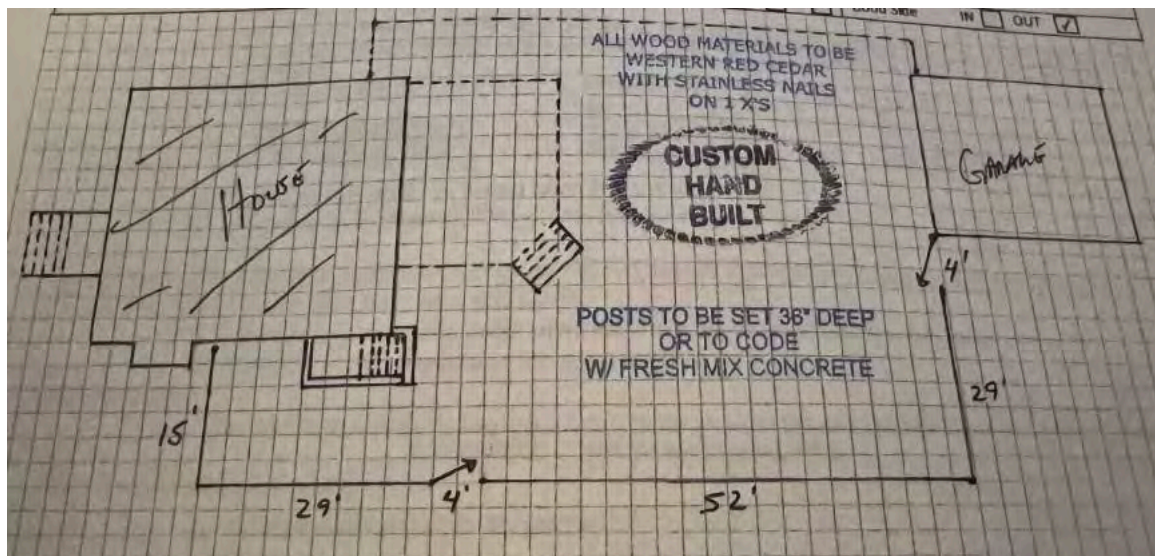 Good Side IN OUT
ALL WOOD MATERIALS TO BE
WESTERN RED CEDAR
WITH STAINLESS NAILS
ON 1 X'S
CUSTOM
HAND
BUILT
House
GARAGE
4'
POSTS TO BE SET 36" DEEP
OR TO CODE
W/ FRESH MIX CONCRETE
29'
15'
29'
4'
52'